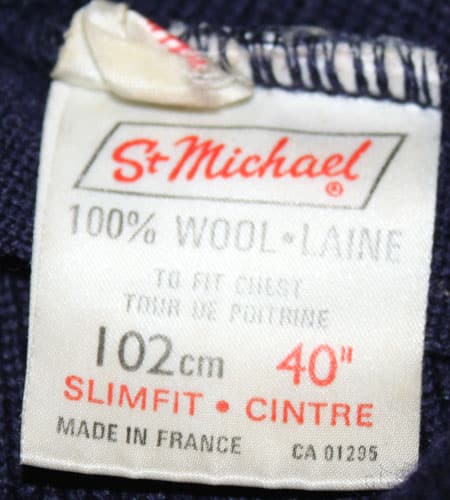 St Michael®
100% WOOL • LAINE
TO FIT CHEST
TOUR DE POITRINE
102cm 40"
SLIMFIT • CINTRE
MADE IN FRANCE CA 01295